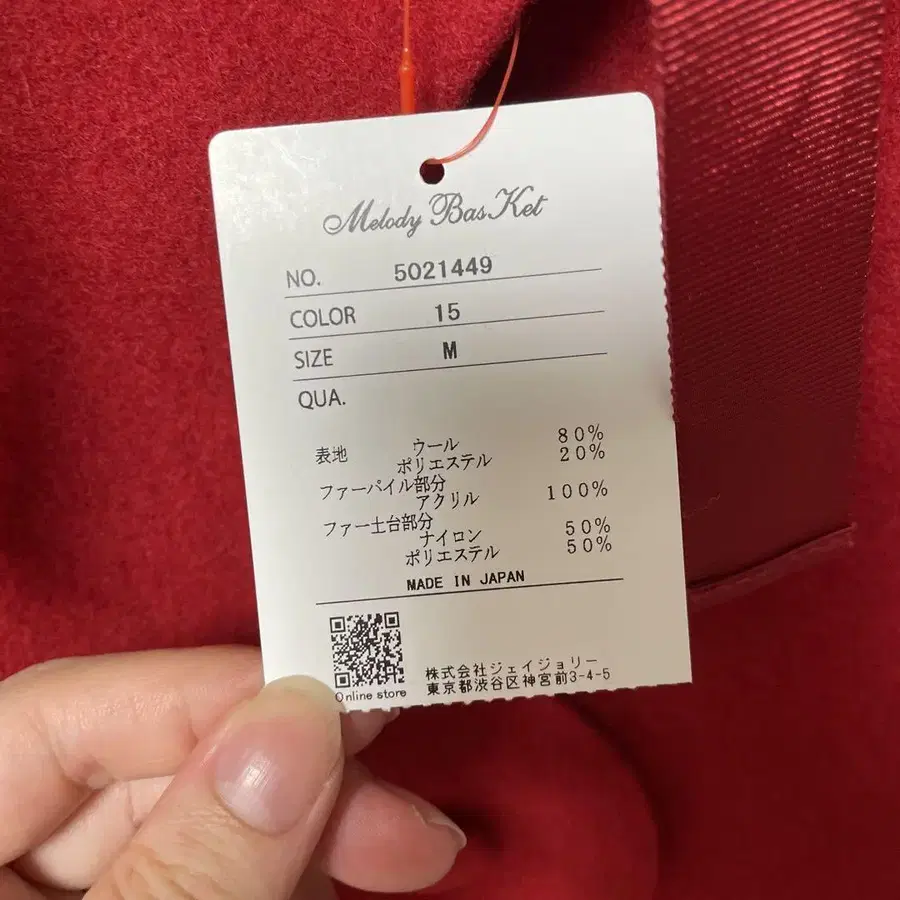 Melody BasKet
NO. 5021449
COLOR 15
SIZE M
QUA.
表地 ウール 80%
ポリエステル 20%
ファーパイル部分
アクリル 100%
ファー土台部分
ナイロン 50%
ポリエステル 50%
MADE IN JAPAN
Online store
株式会社ジェイジョリー
東京都渋谷区神宮前3-4-5